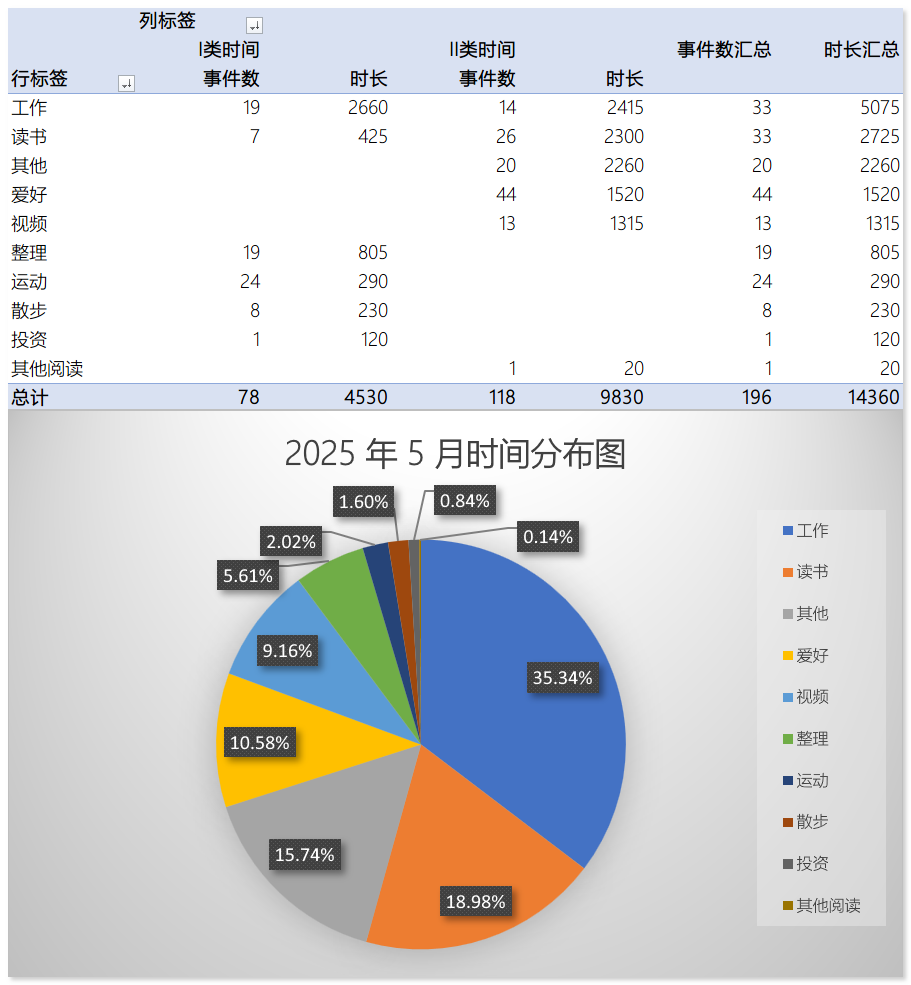 列标签
I类时间 II类时间 事件数汇总 时长汇总
行标签 事件数 时长 事件数 时长
工作 19 2660 14 2415 33 5075
读书 7 425 26 2300 33 2725
其他 20 2260 20 2260
爱好 44 1520 44 1520
视频 13 1315 13 1315
整理 19 805 19 805
运动 24 290 24 290
散步 8 230 8 230
投资 1 120 1 120
其他阅读 1 20 1 20
总计 78 4530 118 9830 196 14360
2025 年 5 月时间分布图
1.60%
0.84%
2.02%
0.14%
5.61%
9.16%
35.34%
10.58%
15.74%
18.98%
工作
读书
其他
爱好
视频
整理
运动
散步
投资
其他阅读